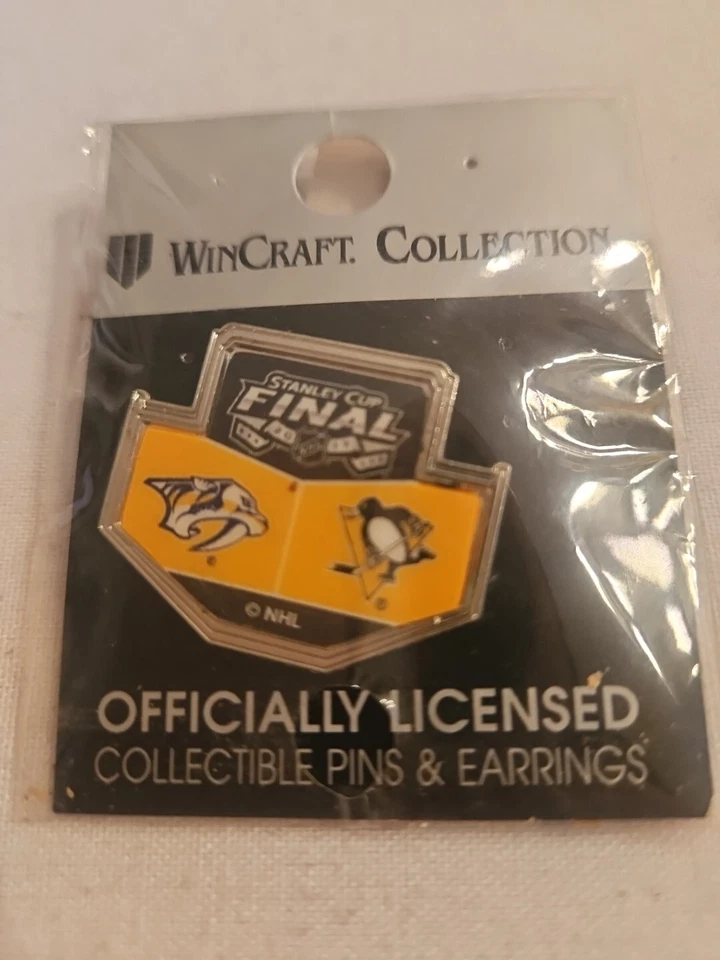 WINCRAFT. COLLECTION
STANLEY CUP
FINAL
® ®
© NHL
OFFICIALLY LICENSED
COLLECTIBLE PINS & EARRINGS